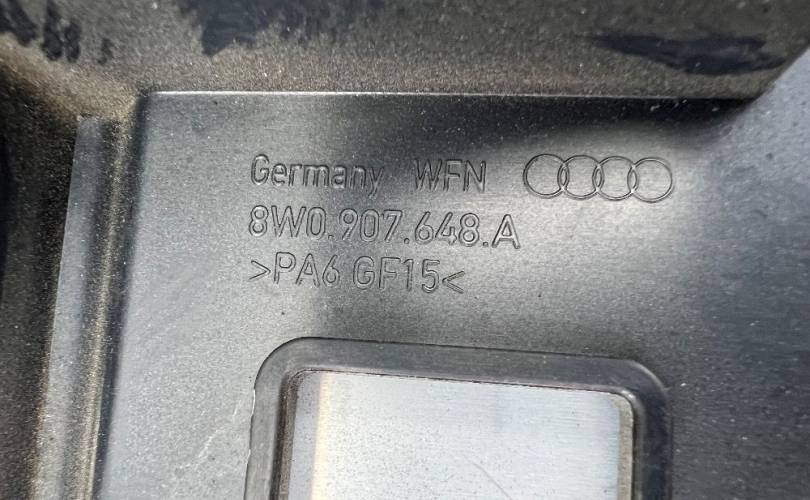 Germany WFN
8W0.907.648.A
>PA6 GF15<